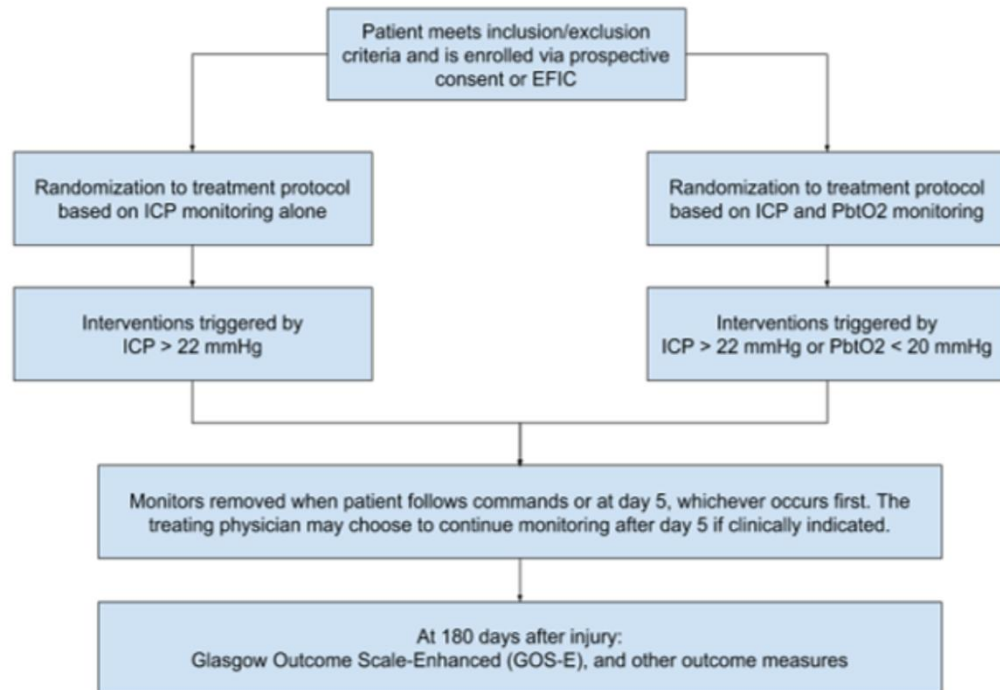 Patient meets inclusion/exclusion
criteria and is enrolled via prospective
consent or EFIC
Randomization to treatment protocol
based on ICP monitoring alone
Randomization to treatment protocol
based on ICP and PbtO2 monitoring
Interventions triggered by
ICP > 22 mmHg
Interventions triggered by
ICP > 22 mmHg or PbtO2 < 20 mmHg
Monitors removed when patient follows commands or at day 5, whichever occurs first. The
treating physician may choose to continue monitoring after day 5 if clinically indicated.
At 180 days after injury:
Glasgow Outcome Scale-Enhanced (GOS-E), and other outcome measures